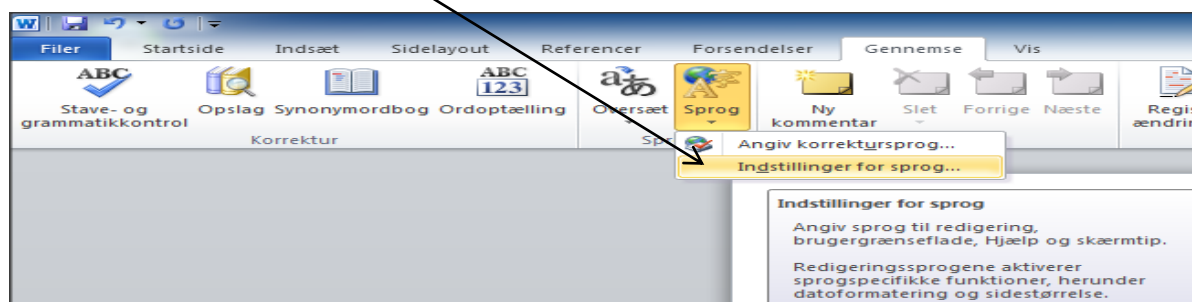 W
Filer Startside Indsæt Sidelayout Referencer Forsendelser Gennemse Vis
ABC ABC 123
Stave- og grammatikkontrol Opslag Synonymordbog Ordoptælling Oversæt Sprog Ny kommentar Slet Forrige Næste
Korrektur
Angiv korrektursprog...
Indstillinger for sprog...
Indstillinger for sprog
Angiv sprog til redigering,
brugergrænseflade, Hjælp og skærmtip.
Redigeringssprogene aktiverer
sprogspecifikke funktioner, herunder
datoformatering og sidestørrelse.